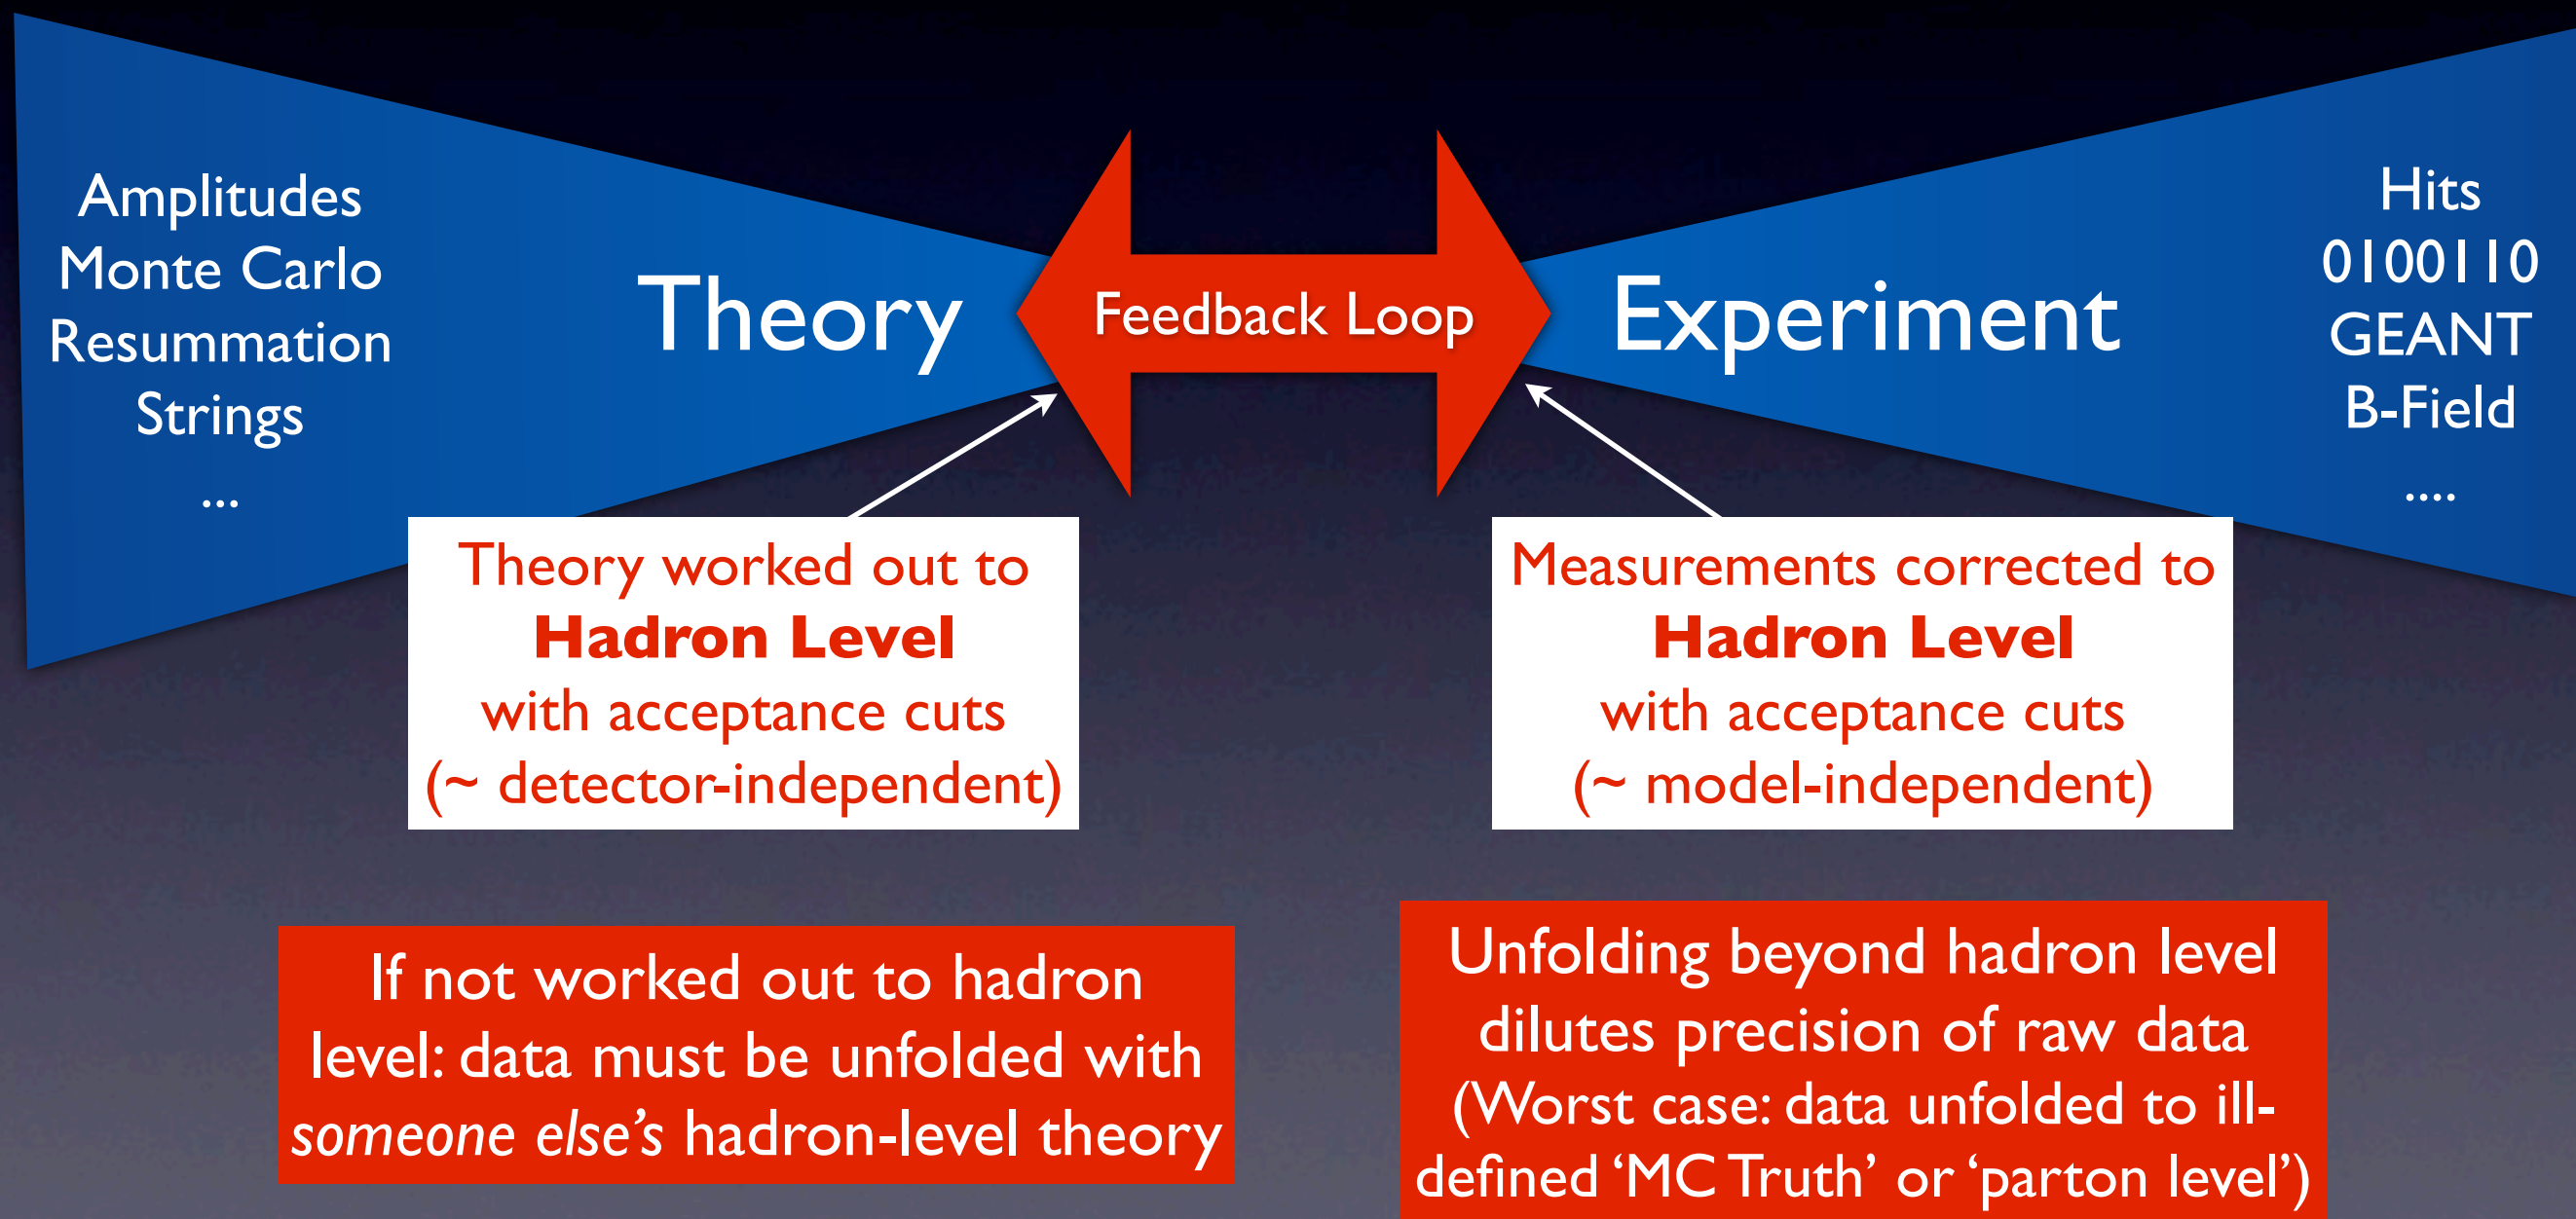 Amplitudes
Monte Carlo
Resummation
Strings
...
Theory
Feedback Loop
Experiment
Hits
0100110
GEANT
B-Field
....
Theory worked out to
Hadron Level
with acceptance cuts
(~ detector-independent)
Measurements corrected to
Hadron Level
with acceptance cuts
(~ model-independent)
If not worked out to hadron
level: data must be unfolded with
someone else’s hadron-level theory
Unfolding beyond hadron level
dilutes precision of raw data
(Worst case: data unfolded to ill-
defined ‘MC Truth’ or ‘parton level’)